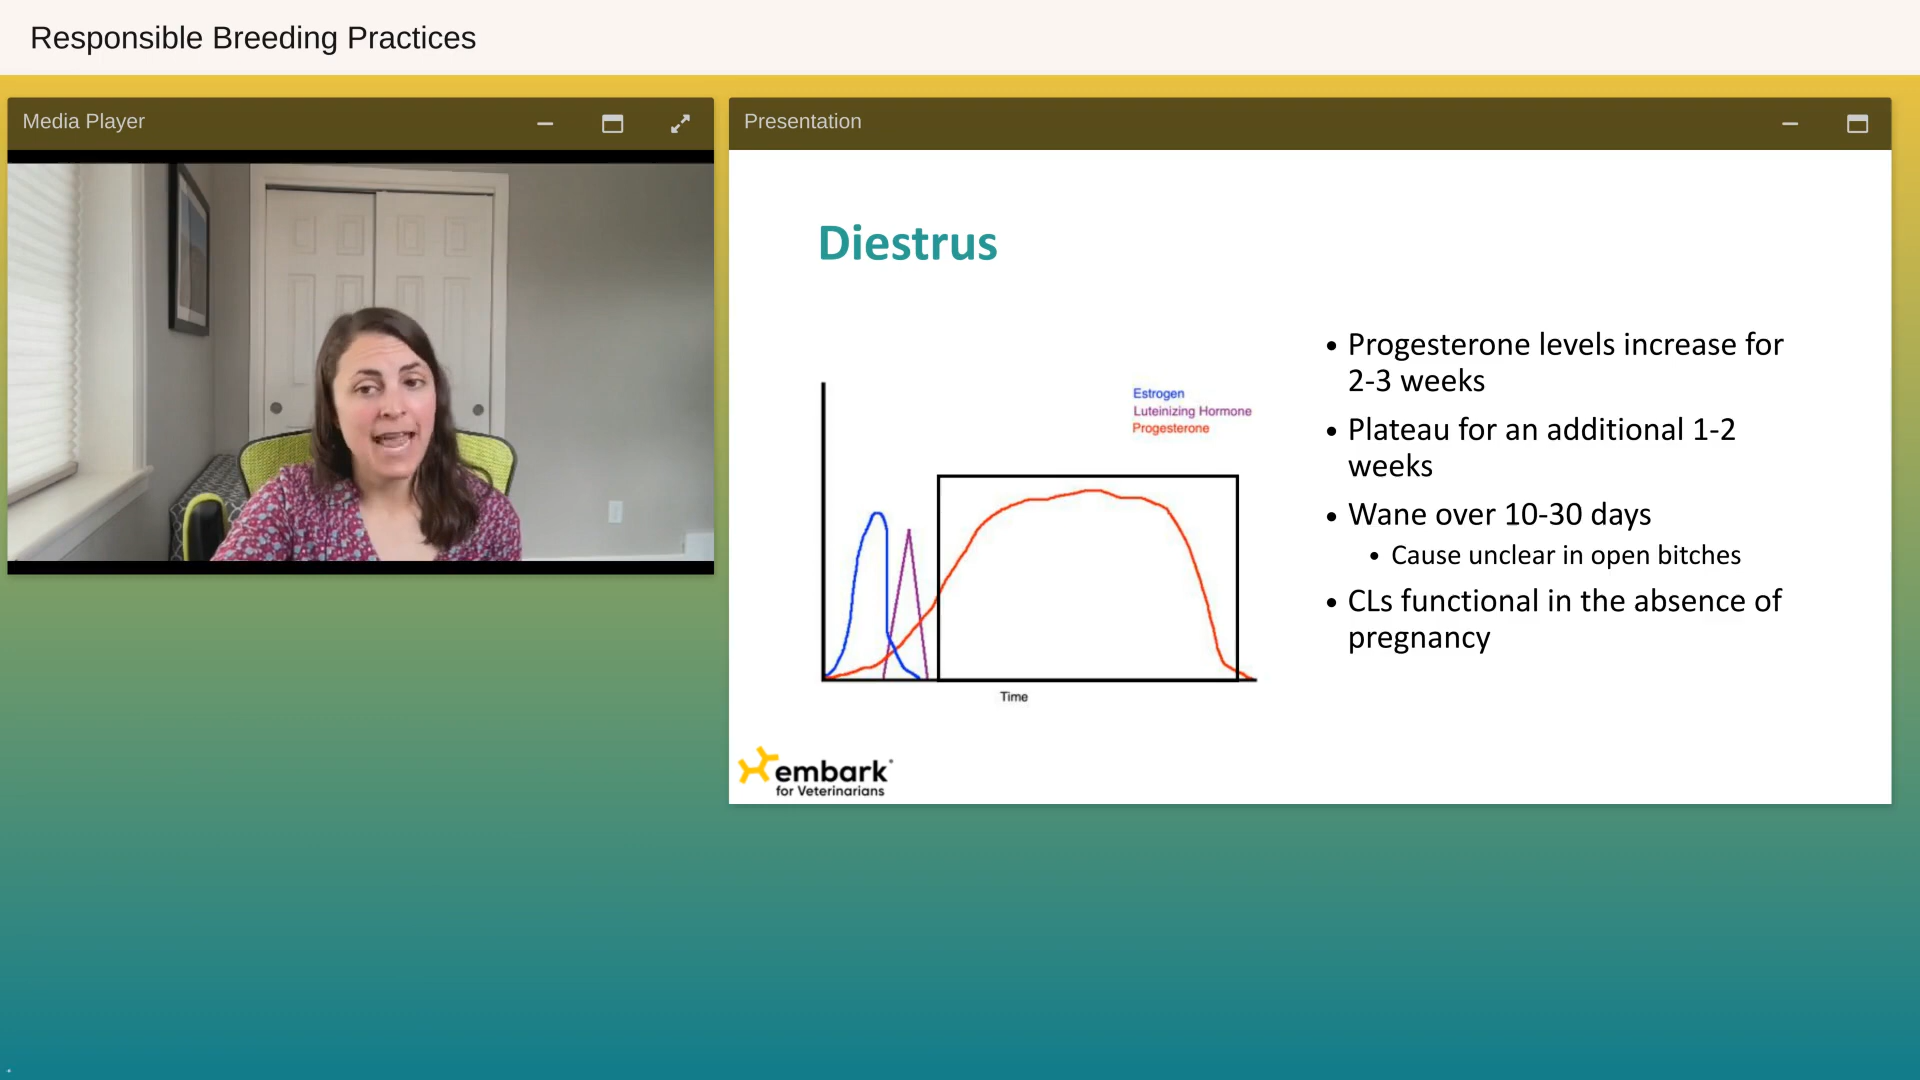 Responsible Breeding Practices
Media Player
Presentation
Diestrus
Estrogen
Luteinizing Hormone
Progesterone
Time
• Progesterone levels increase for
2-3 weeks
• Plateau for an additional 1-2
weeks
• Wane over 10-30 days
• Cause unclear in open bitches
• CLs functional in the absence of
pregnancy
embark
for Veterinarians